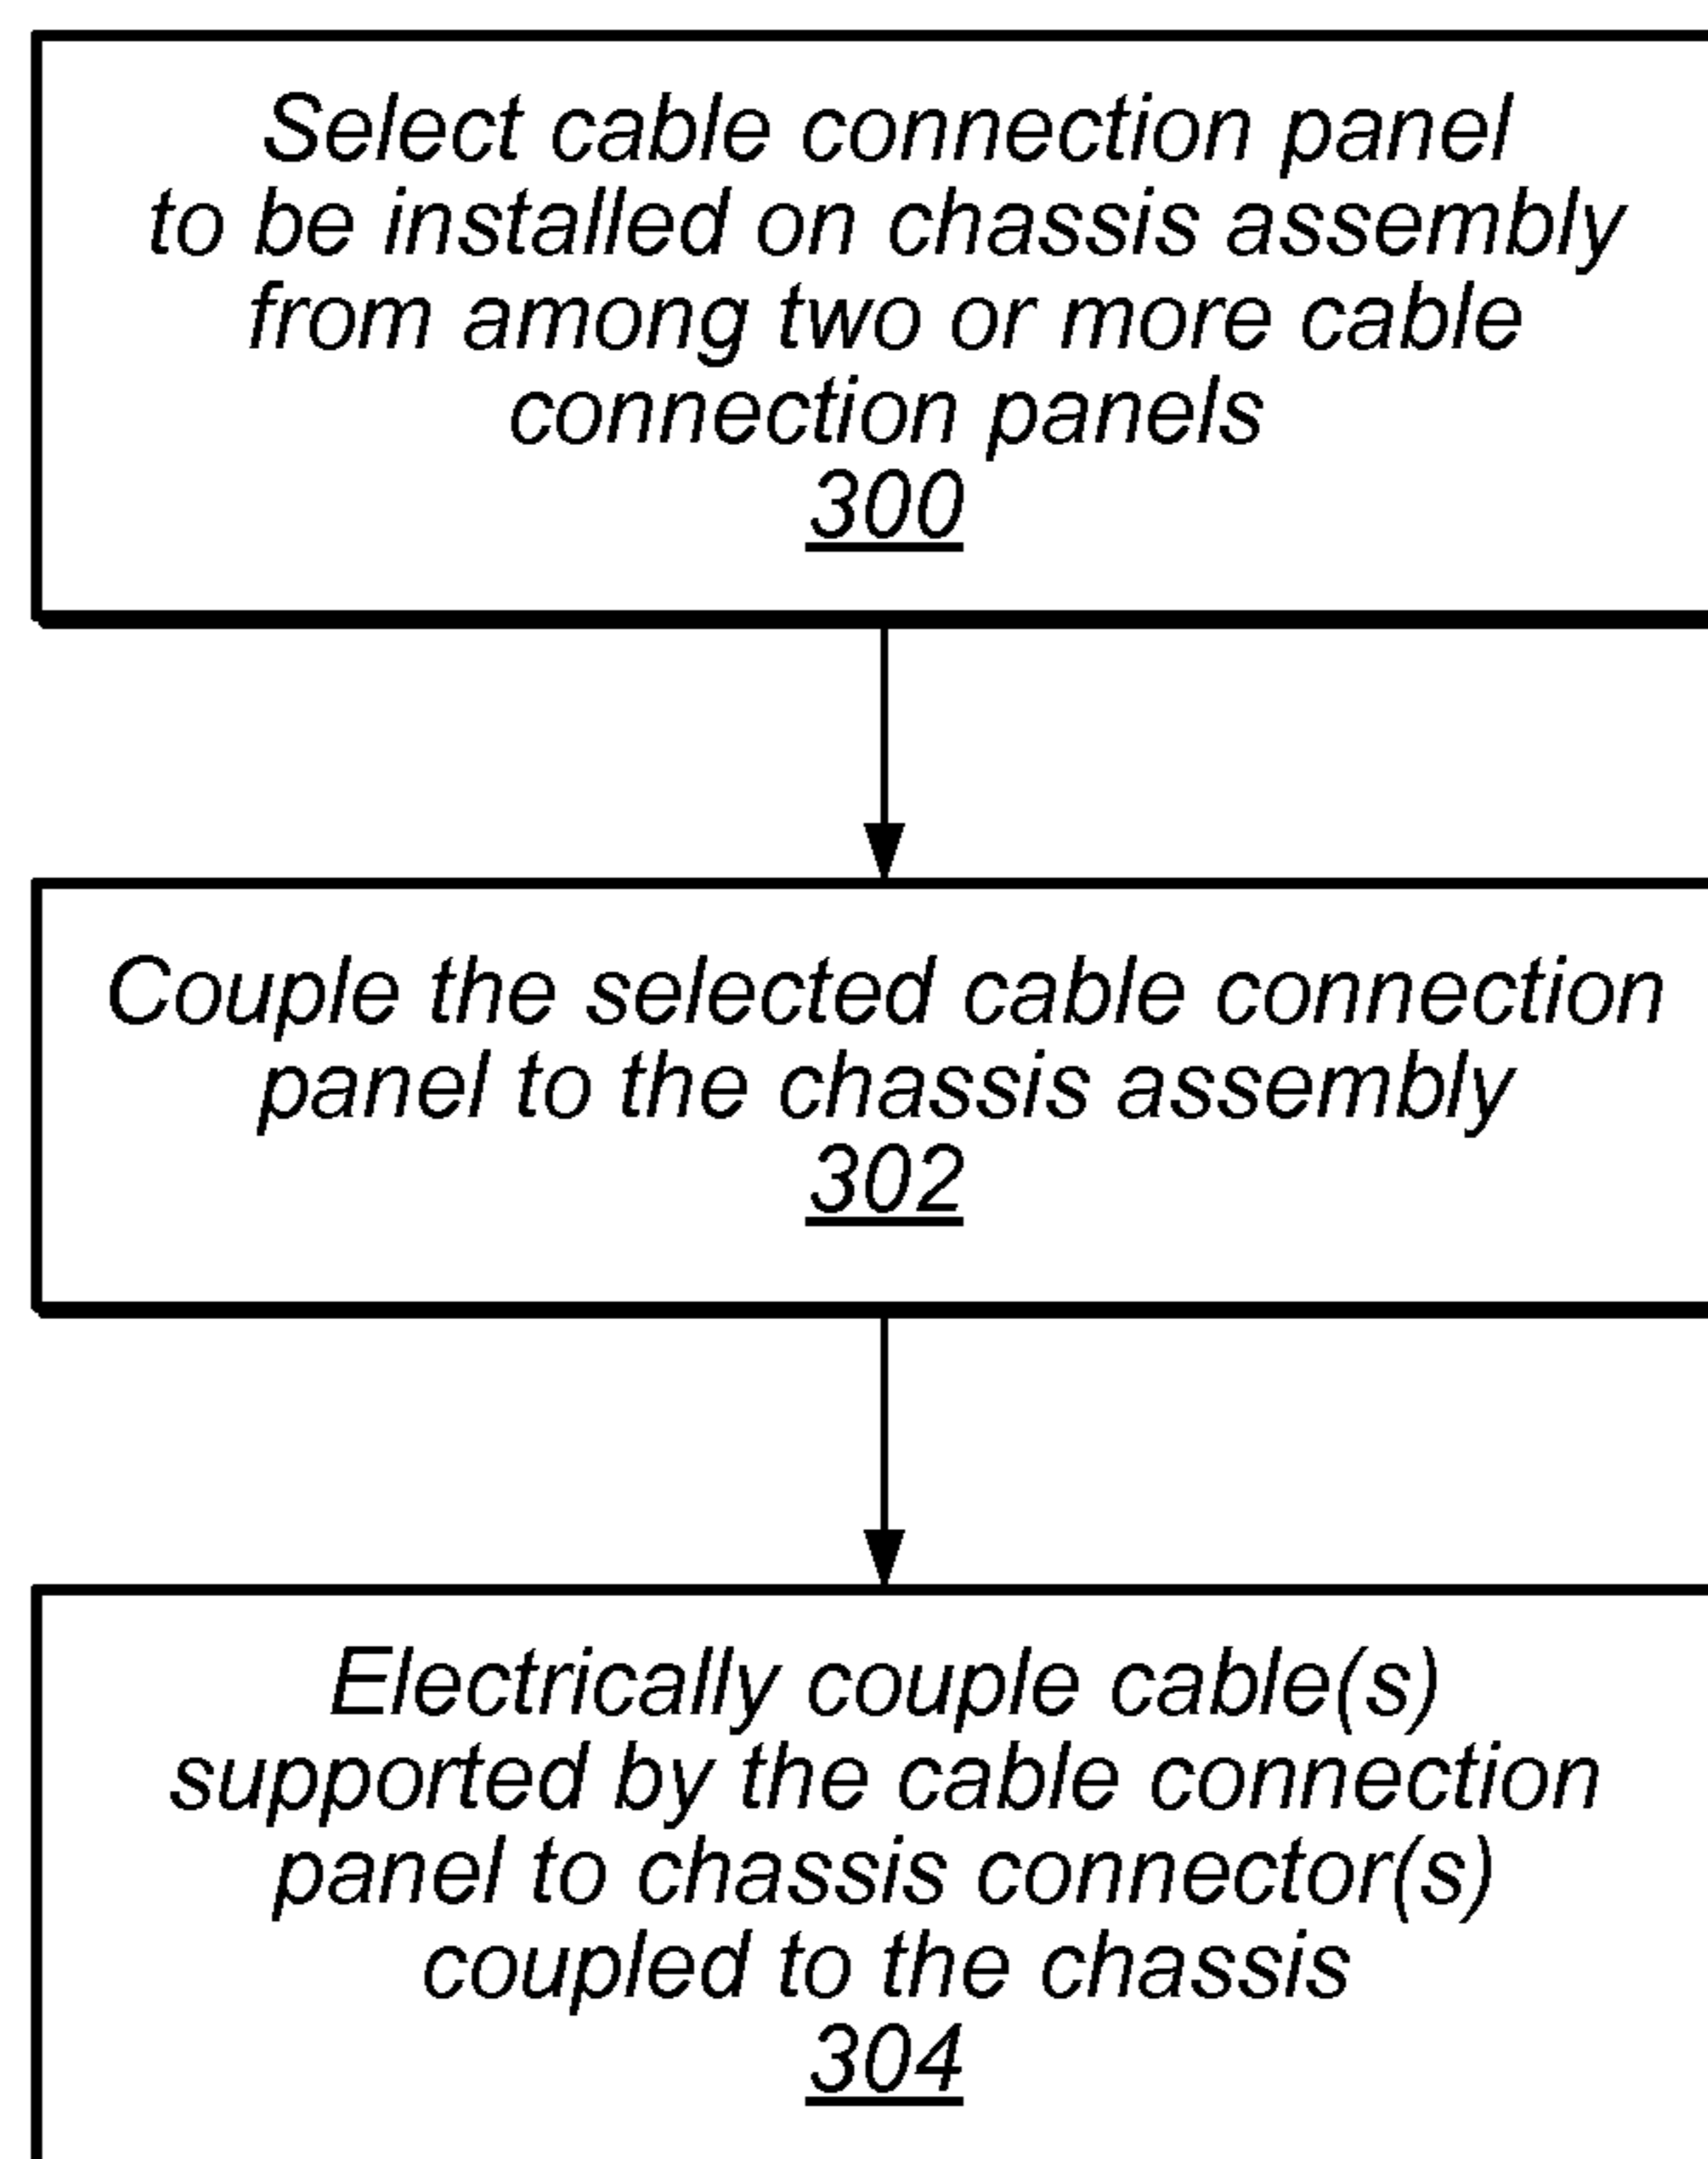 Select cable connection panel
to be installed on chassis assembly
from among two or more cable
connection panels
300
Couple the selected cable connection
panel to the chassis assembly
302
Electrically couple cable(s)
supported by the cable connection
panel to chassis connector(s)
coupled to the chassis
304